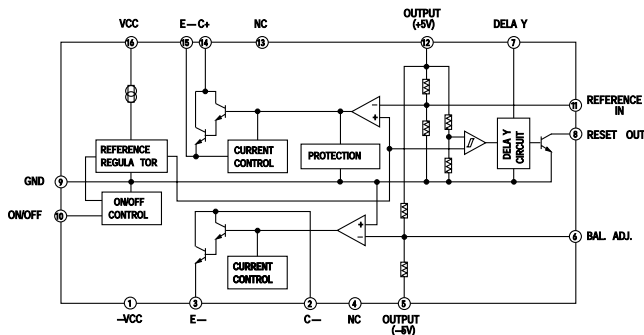 VCC
E— C+
NC
OUTPUT
(+5V)
DELA Y
16
15
14
13
12
7
11
REFERENCE
IN
8
RESET OUT
REFERENCE
REGULA TOR
CURRENT
CONTROL
PROTECTION
DELA Y
CIRCUIT
−
+
GND
9
ON/OFF
10
ON/OFF
CONTROL
+
−
6
BAL. ADJ.
CURRENT
CONTROL
1
3
2
4
5
—VCC
E—
C—
NC
OUTPUT
(—5V)